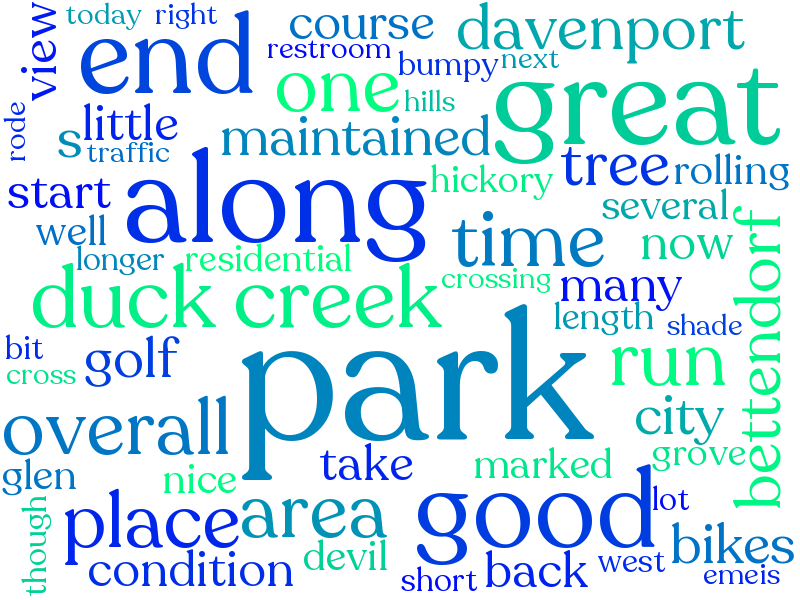 today right
view
end
course
restroom
davenport
bumpy next
great
one
hills
rode
little
s
traffic
maintained
tree rolling
hickory
start
along
several
well
time
now
longer residential
crossing
many
bettendorf
duck creek
length
shade
bit
cross
golf
park
run
overall
city
glen
nice
take
marked
grove
though
place
area
good
lot
bikes
condition
devil
short
back
west
emeis